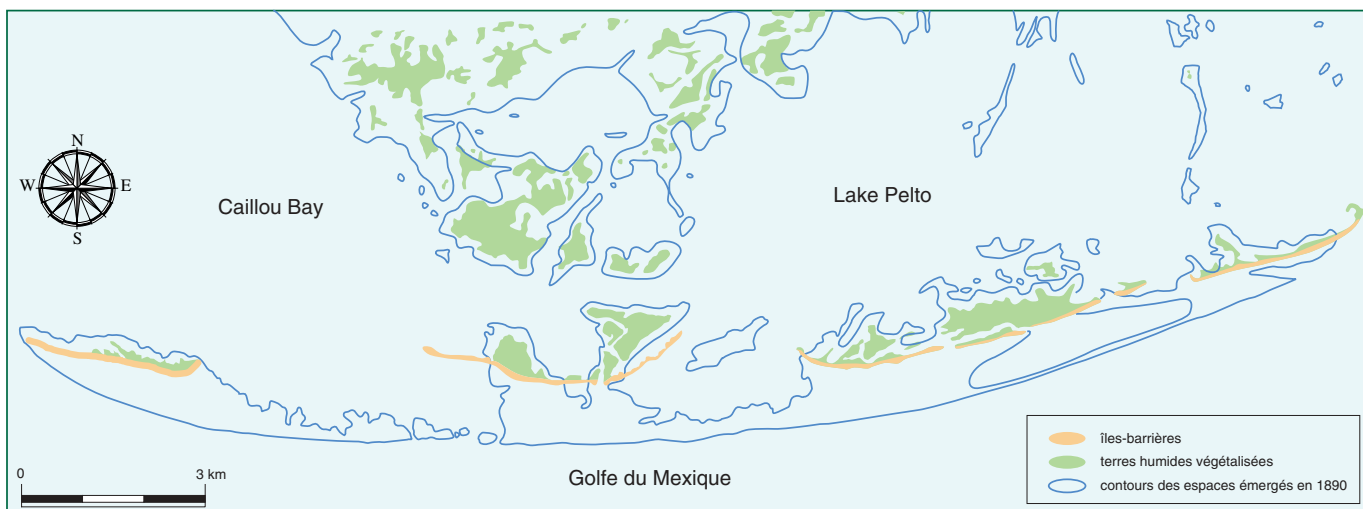 N
W
E
S
Caillou Bay
Lake Pelto
Golfe du Mexique
0
3 km
îles-barrières
terres humides végétalisées
contours des espaces émergés en 1890